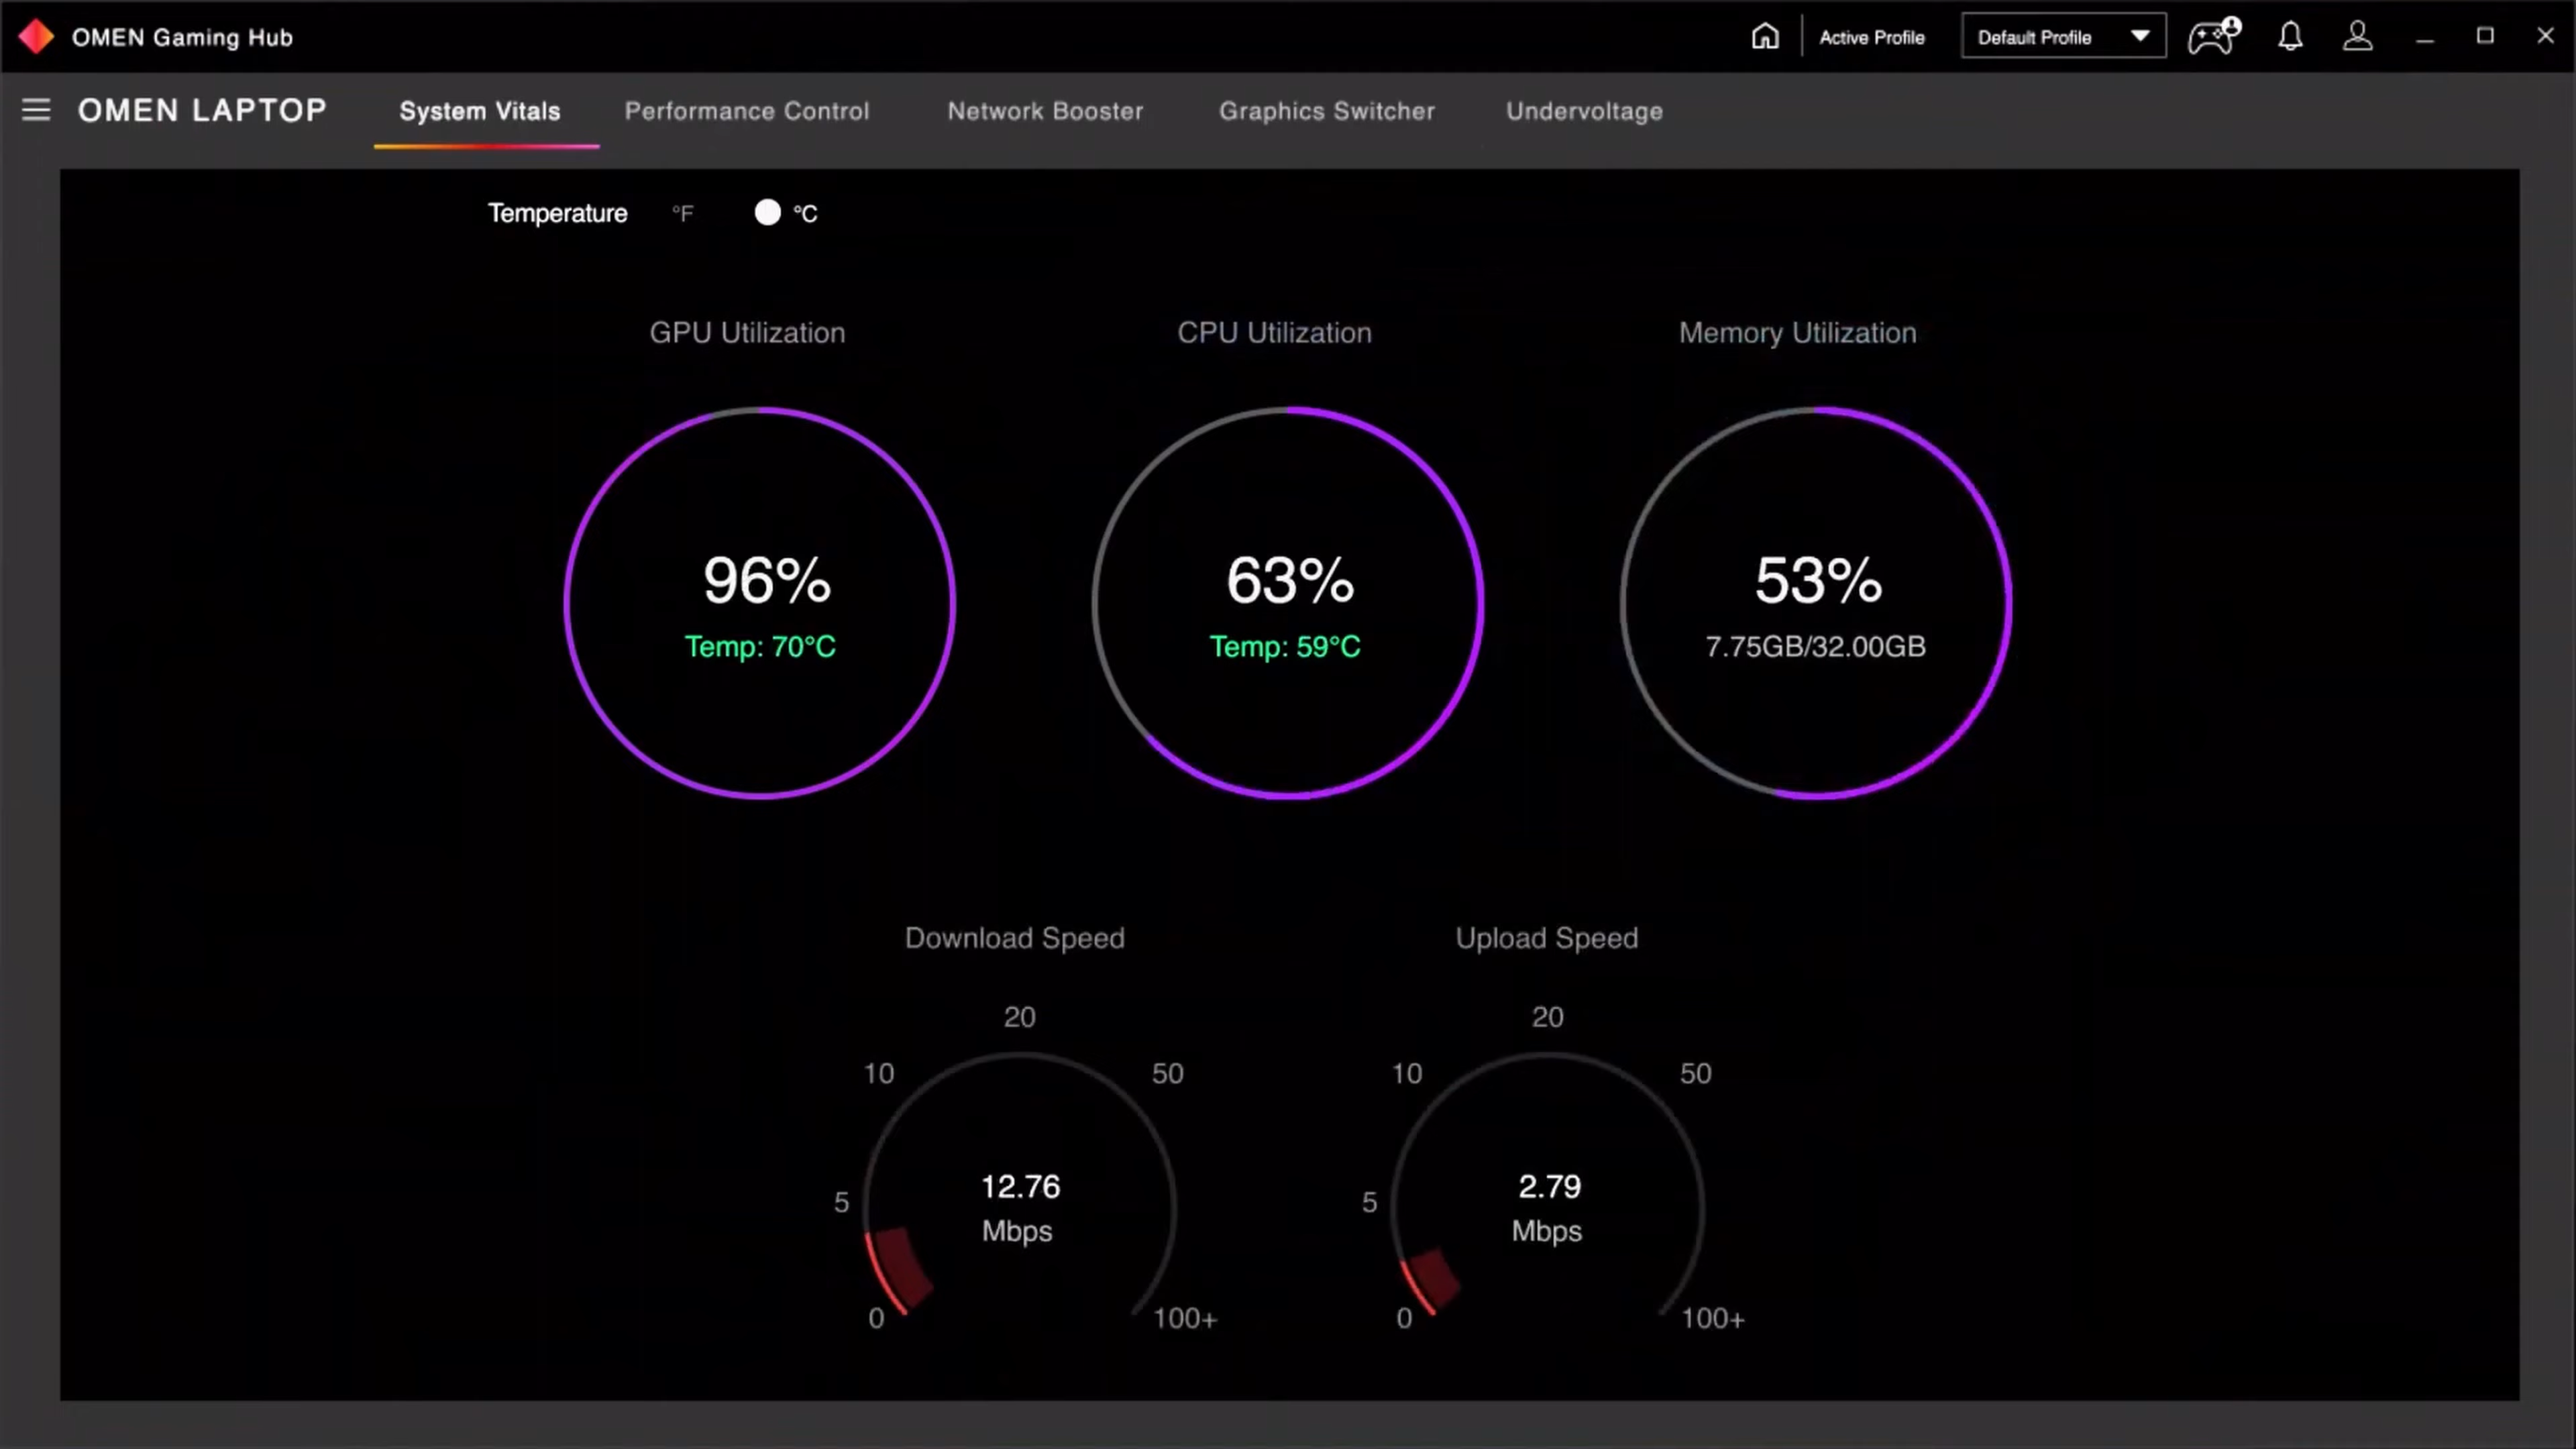 OMEN Gaming Hub
Active Profile
Default Profile
OMEN LAPTOP
System Vitals
Performance Control
Network Booster
Graphics Switcher
Undervoltage
Temperature
°F
°C
GPU Utilization
CPU Utilization
Memory Utilization
96%
Temp: 70°C
63%
Temp: 59°C
53%
7.75GB/32.00GB
Download Speed
20
10
50
5
12.76
Mbps
0
100+
Upload Speed
20
10
50
5
2.79
Mbps
0
100+